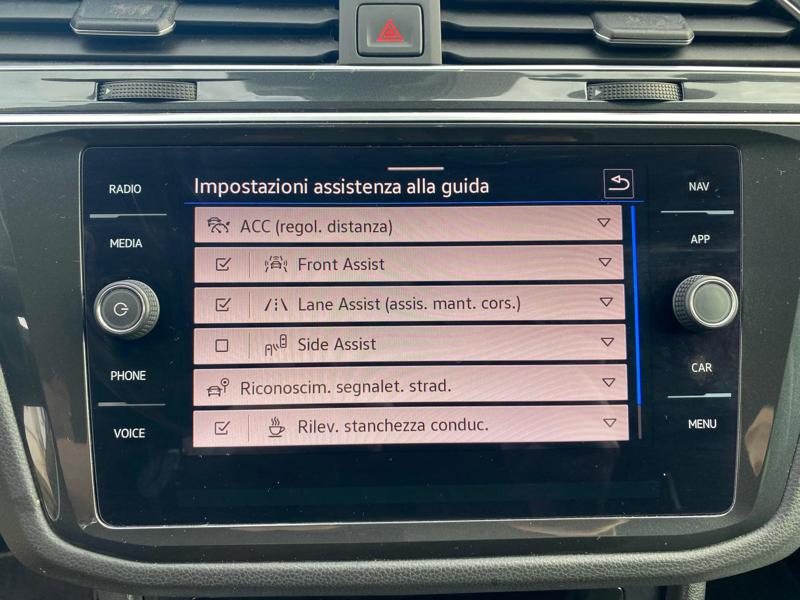 RADIO
MEDIA
PHONE
VOICE
Impostazioni assistenza alla guida
ACC (regol. distanza)
Front Assist
Lane Assist (assis. mant. cors.)
Side Assist
Riconoscim. segnalet. strad.
Rilev. stanchezza conduc.
NAV
APP
CAR
MENU